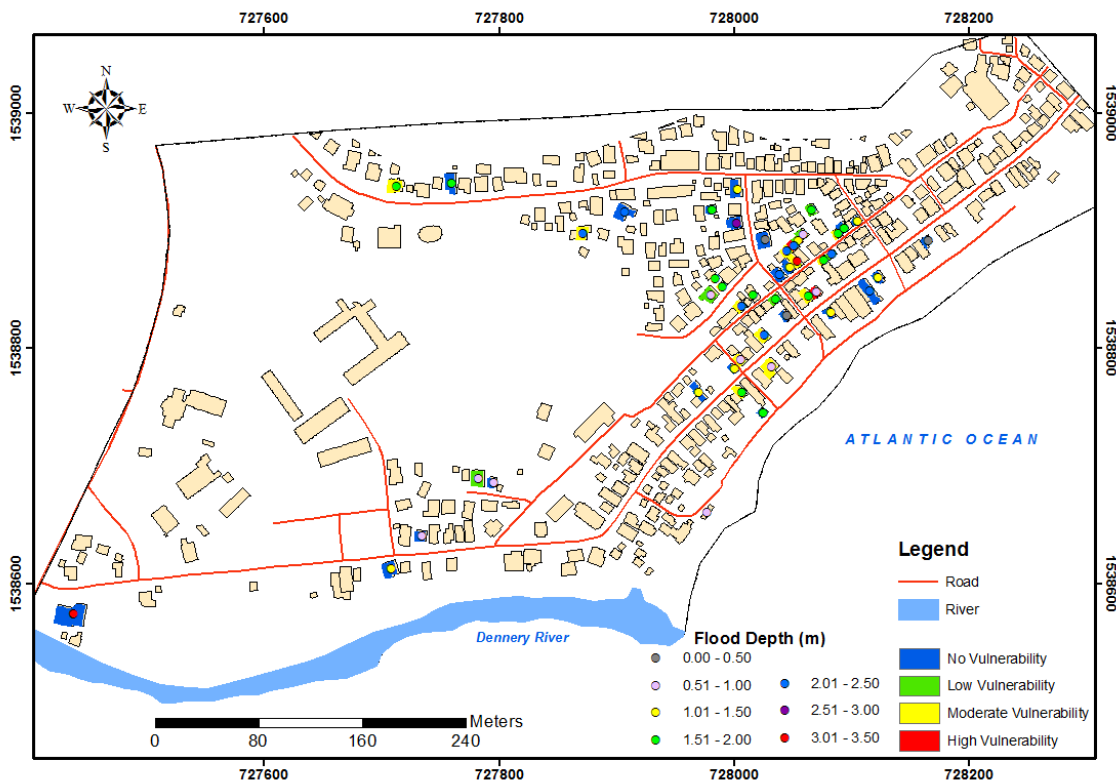 727600 727800 728000 728200
1539000
1539000
N
W E
S
1538800
1538800
ATLANTIC OCEAN
1538600
1538600
Legend
Road
River
Dennery River
Flood Depth (m)
0.00 - 0.50
0.51 - 1.00
1.01 - 1.50
1.51 - 2.00
2.01 - 2.50
2.51 - 3.00
3.01 - 3.50
No Vulnerability
Low Vulnerability
Moderate Vulnerability
High Vulnerability
Meters
0 80 160 240
727600 727800 728000 728200